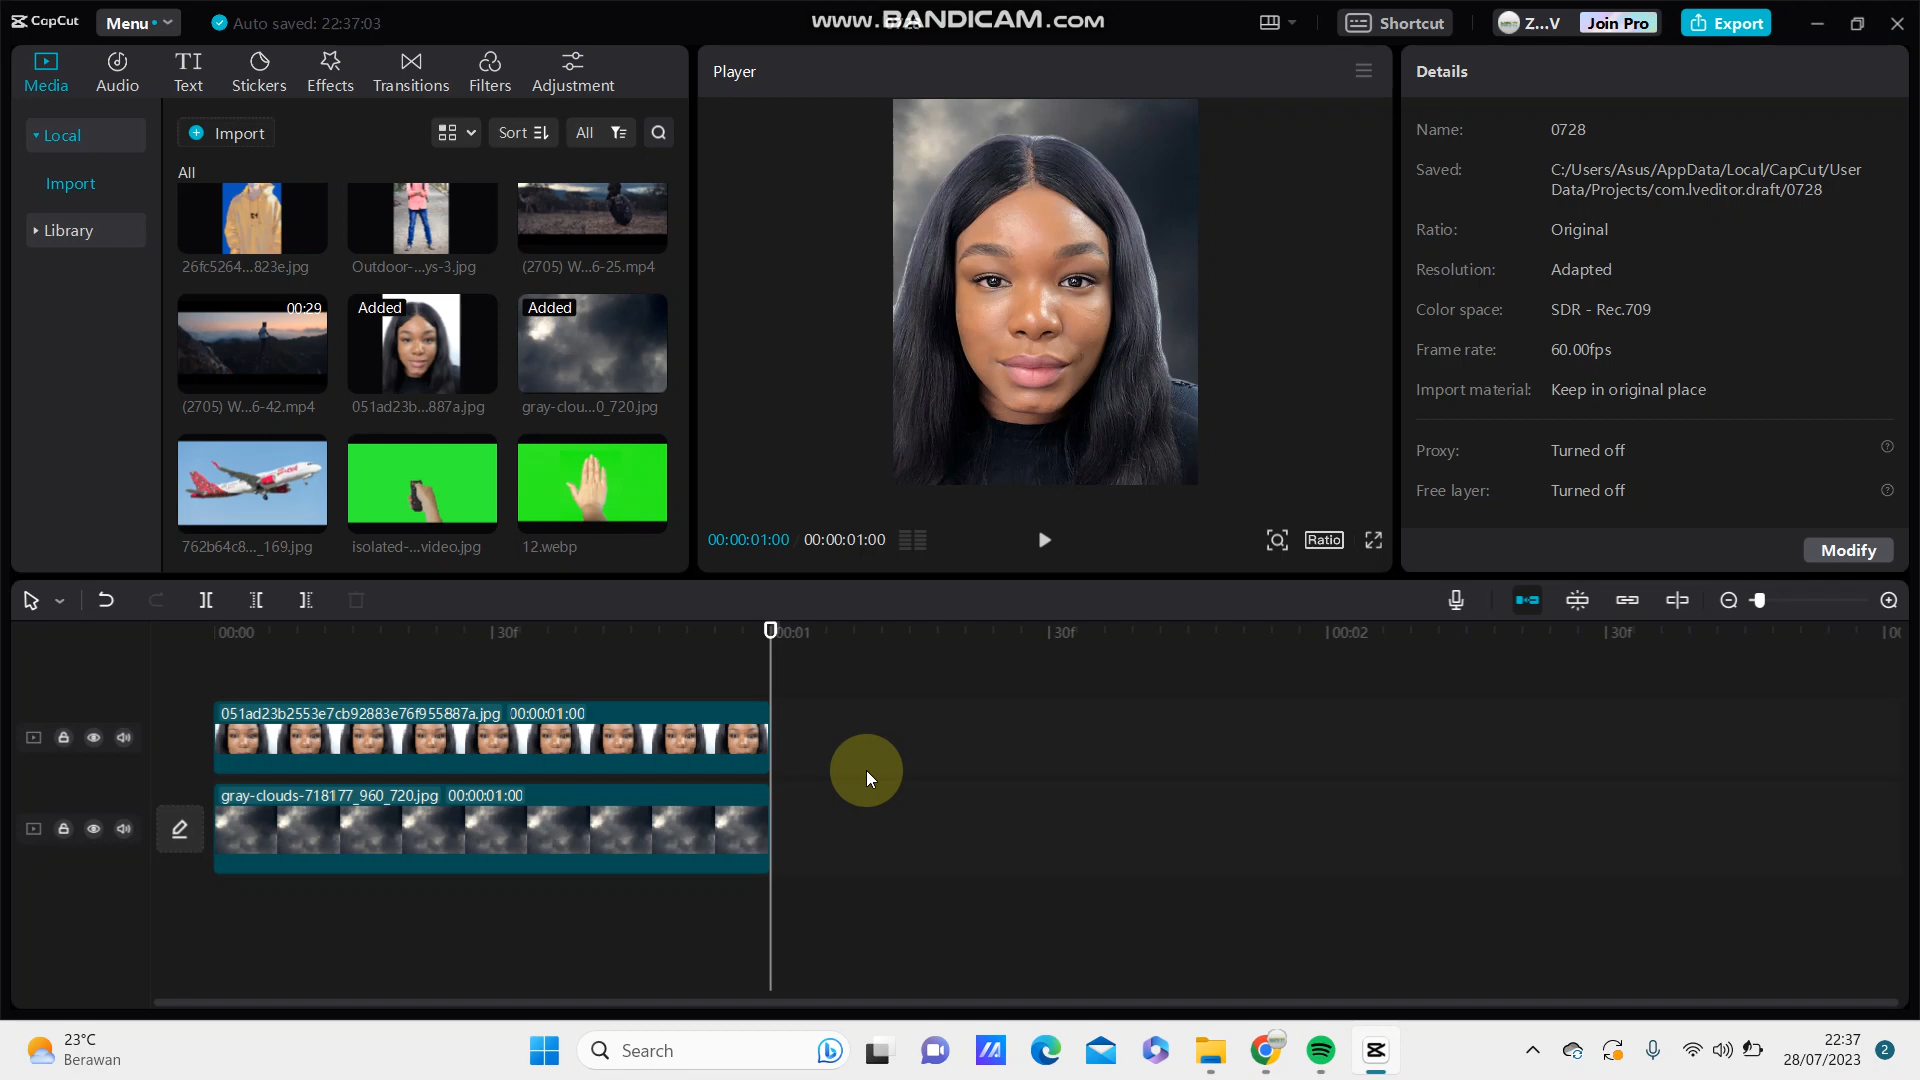 CapCut
Menu
Auto saved: 22:37:03
www.BANDICAM.com
Shortcut
Z...V
Join Pro
Export
Media
Audio
Text
Stickers
Effects
Transitions
Filters
Adjustment
Local
Import
Library
Import
Sort
All
All
26fc5264...823e.jpg
Outdoor-...ys-3.jpg
(2705) W...6-25.mp4
00:29
Added
Added
(2705) W...6-42.mp4
051ad23b...887a.jpg
gray-clou...0_720.jpg
762b64c8..._169.jpg
isolated-...video.jpg
12.webp
Player
00:00:01:00
00:00:01:00
Ratio
Details
Name: 0728
Saved: C:/Users/Asus/AppData/Local/CapCut/User
Data/Projects/com.lveditor.draft/0728
Ratio: Original
Resolution: Adapted
Color space: SDR - Rec.709
Frame rate: 60.00fps
Import material: Keep in original place
Proxy: Turned off
Free layer: Turned off
Modify
00:00
30f
00:01
30f
00:02
30f
051ad23b2553e7cb92883e76f955887a.jpg 00:00:01:00
gray-clouds-718177_960_720.jpg 00:00:01:00
23°C
Berawan
Search
22:37
28/07/2023
2